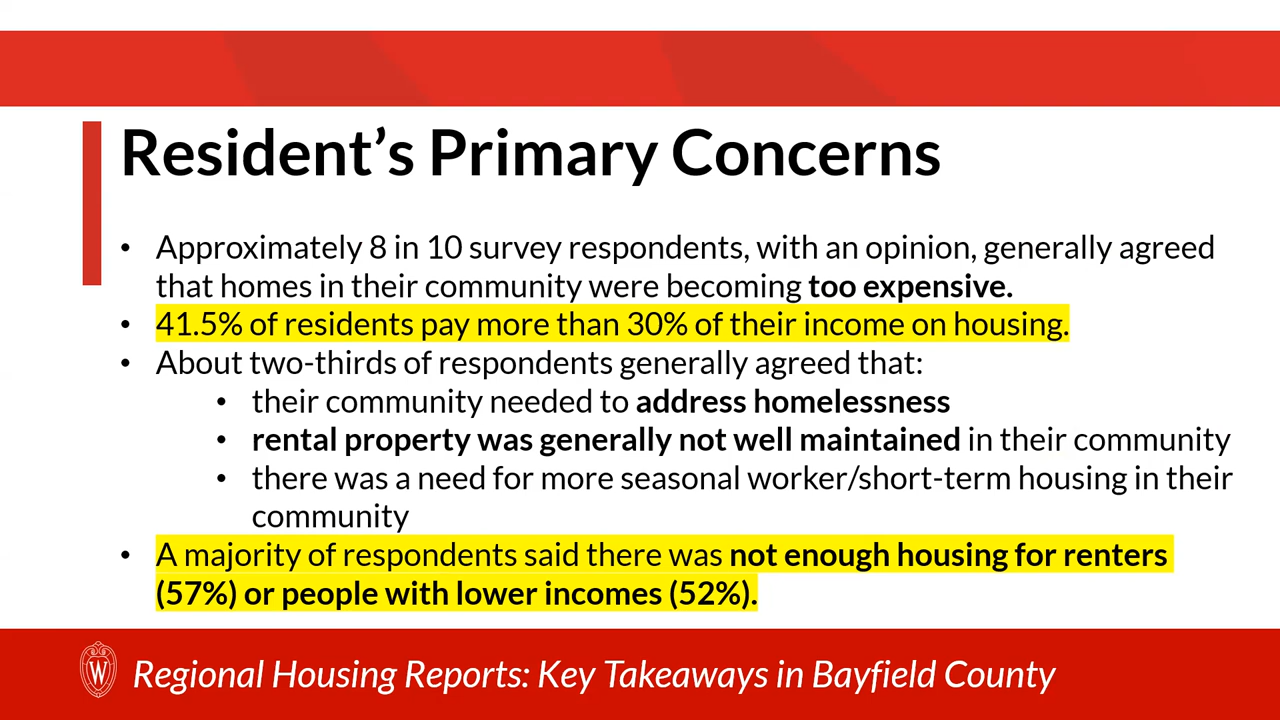 Resident’s Primary Concerns
• Approximately 8 in 10 survey respondents, with an opinion, generally agreed
that homes in their community were becoming too expensive.
• 41.5% of residents pay more than 30% of their income on housing.
• About two-thirds of respondents generally agreed that:
• their community needed to address homelessness
• rental property was generally not well maintained in their community
• there was a need for more seasonal worker/short-term housing in their
community
• A majority of respondents said there was not enough housing for renters
(57%) or people with lower incomes (52%).
W
Regional Housing Reports: Key Takeaways in Bayfield County